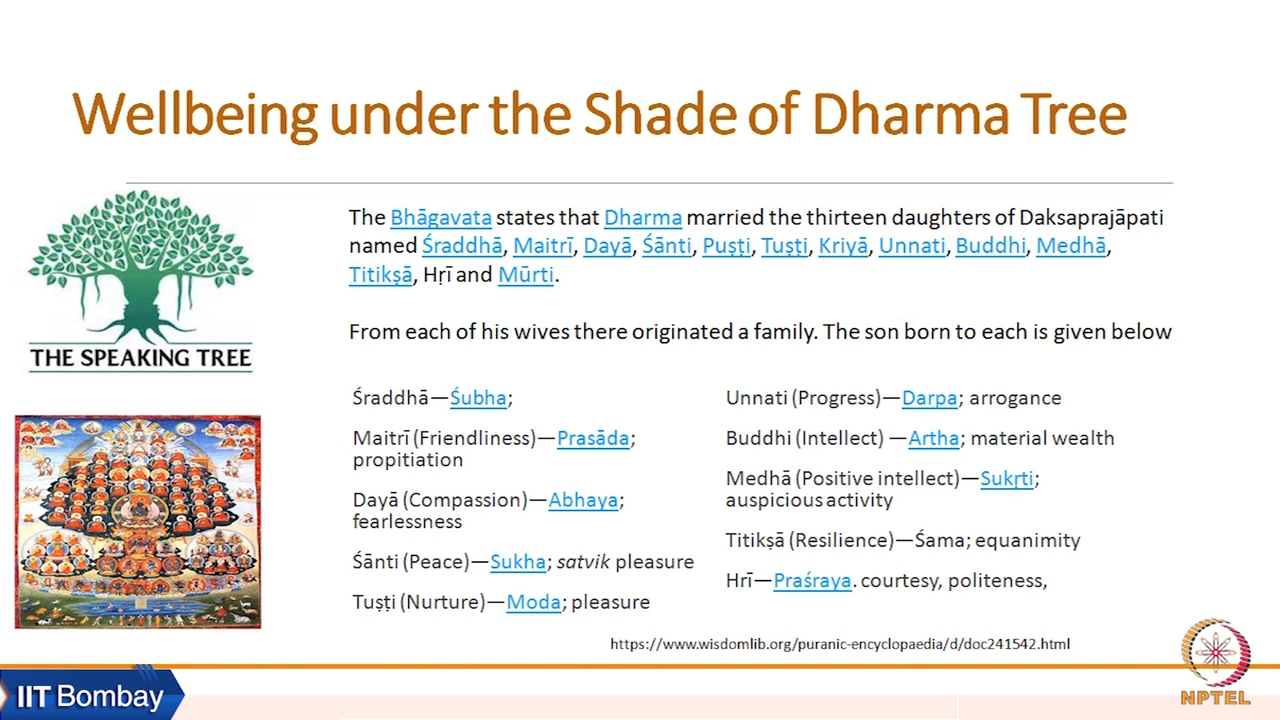 Wellbeing under the Shade of Dharma Tree
THE SPEAKING TREE
The Bhāgavata states that Dharma married the thirteen daughters of Daksaprajāpati
named Śraddhā, Maitrī, Dayā, Śānti, Puṣṭi, Tuṣṭi, Kriyā, Unnati, Buddhi, Medhā,
Titikṣā, Hṛī and Mūrti.
From each of his wives there originated a family. The son born to each is given below
Śraddhā—Śubha;
Maitrī (Friendliness)—Prasāda;
propitiation
Dayā (Compassion)—Abhaya;
fearlessness
Śānti (Peace)—Sukha; satvik pleasure
Tuṣṭi (Nurture)—Moda; pleasure
Unnati (Progress)—Darpa; arrogance
Buddhi (Intellect) —Artha; material wealth
Medhā (Positive intellect)—Sukṛti;
auspicious activity
Titikṣā (Resilience)—Śama; equanimity
Hrī—Praśraya. courtesy, politeness,
https://www.wisdomlib.org/puranic-encyclopaedia/d/doc241542.html
IIT Bombay
NPTEL